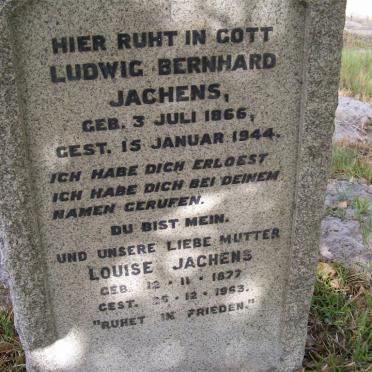 HIER RUHT IN GOTT
LUDWIG BERNHARD
JACHENS,
GEB. 3 JULI 1866,
GEST. 15 JANUAR 1944.
ICH HABE DICH ERLOEST
ICH HABE DICH BEI DEINEM
NAMEN GERUFEN.
DU BIST MEIN.
UND UNSERE LIEBE MUTTER
LOUISE JACHENS
GEB. 12 - 11 - 1877
GEST. - 12 - 1963.
"RUHET IN FRIEDEN."